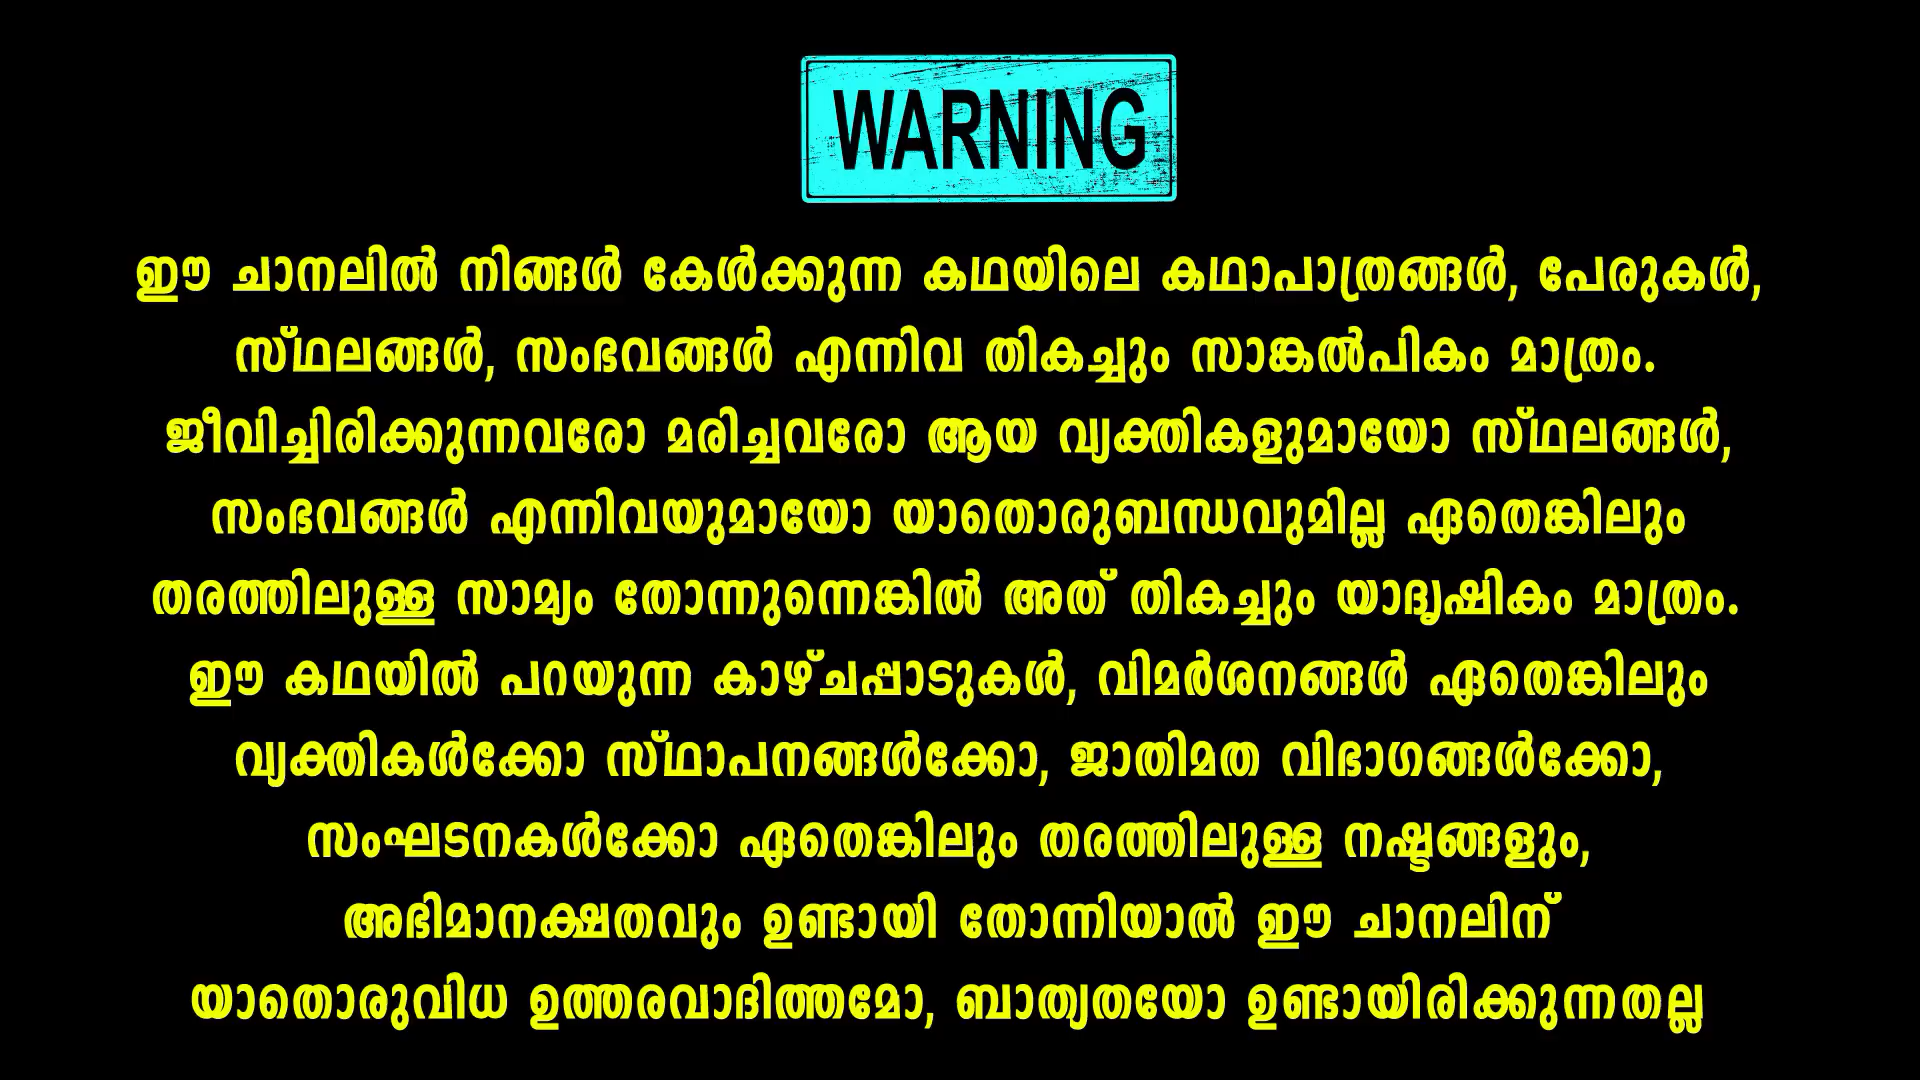 WARNING
ഈ ചാനലിൽ നിങ്ങൾ കേൾക്കുന്ന കഥയിലെ കഥാപാത്രങ്ങൾ, പേരുകൾ,
സ്ഥലങ്ങൾ, സംഭവങ്ങൾ എന്നിവ തികച്ചും സാങ്കൽപികം മാത്രം.
ജീവിച്ചിരിക്കുന്നവരോ മരിച്ചവരോ ആയ വ്യക്തികളുമായോ സ്ഥലങ്ങൾ,
സംഭവങ്ങൾ എന്നിവയുമായോ യാതൊരുബന്ധവുമില്ല ഏതെങ്കിലും
തരത്തിലുള്ള സാമ്യം തോന്നുന്നെങ്കിൽ അത് തികച്ചും യാദൃഷികം മാത്രം.
ഈ കഥയിൽ പറയുന്ന കാഴ്ചപ്പാടുകൾ, വിമർശനങ്ങൾ ഏതെങ്കിലും
വ്യക്തികൾക്കോ സ്ഥാപനങ്ങൾക്കോ, ജാതിമത വിഭാഗങ്ങൾക്കോ,
സംഘടനകൾക്കോ ഏതെങ്കിലും തരത്തിലുള്ള നഷ്ടങ്ങളും,
അഭിമാനക്ഷതവും ഉണ്ടായി തോന്നിയാൽ ഈ ചാനലിന്
യാതൊരുവിധ ഉത്തരവാദിത്തമോ, ബാത്യതയോ ഉണ്ടായിരിക്കുന്നതല്ല